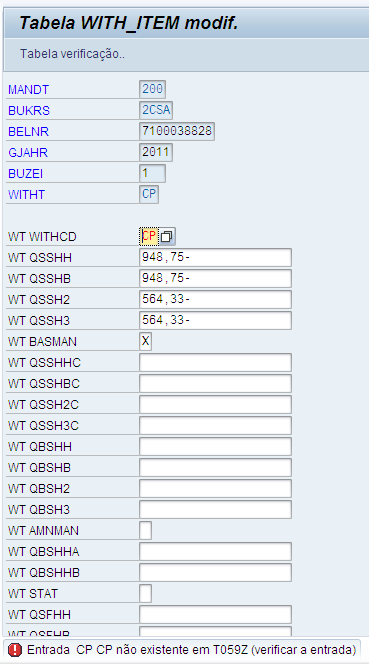 Tabela WITH_ITEM modif.
Tabela verificação..
MANDT 200
BUKRS 2CSA
BELNR 7100038828
GJAHR 2011
BUZEI 1
WITHT CP
WT WITHCD CP
WT QSSHH 948,75-
WT QSSHB 948,75-
WT QSSH2 564,33-
WT QSSH3 564,33-
WT BASMAN X
WT QSSHHC
WT QSSHBC
WT QSSH2C
WT QSSH3C
WT QBSHH
WT QBSHB
WT QBSH2
WT QBSH3
WT AMNMAN
WT QBSHHA
WT QBSHHB
WT STAT
WT QSFHH
WT QSFHB
Entrada CP CP não existente em T059Z (verificar a entrada)